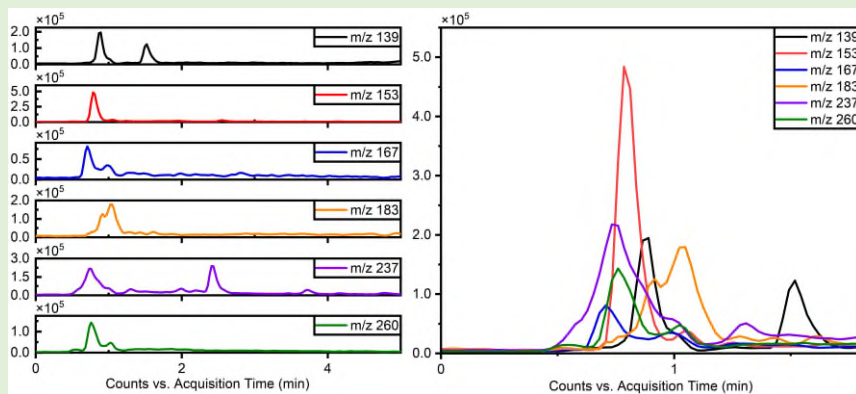 ×10⁵
2.0
1.0
0.0
m/z 139
×10⁵
5.0
2.5
0.0
m/z 153
×10⁵
0.5
0.0
m/z 167
×10⁵
2.0
1.0
0.0
m/z 183
×10⁵
3.0
1.5
0.0
m/z 237
×10⁵
1.0
0.0
m/z 260
0 2 4
Counts vs. Acquisition Time (min)
×10⁵
5.0
4.0
3.0
2.0
1.0
0.0
m/z 139
m/z 153
m/z 167
m/z 183
m/z 237
m/z 260
0 1
Counts vs. Acquisition Time (min)